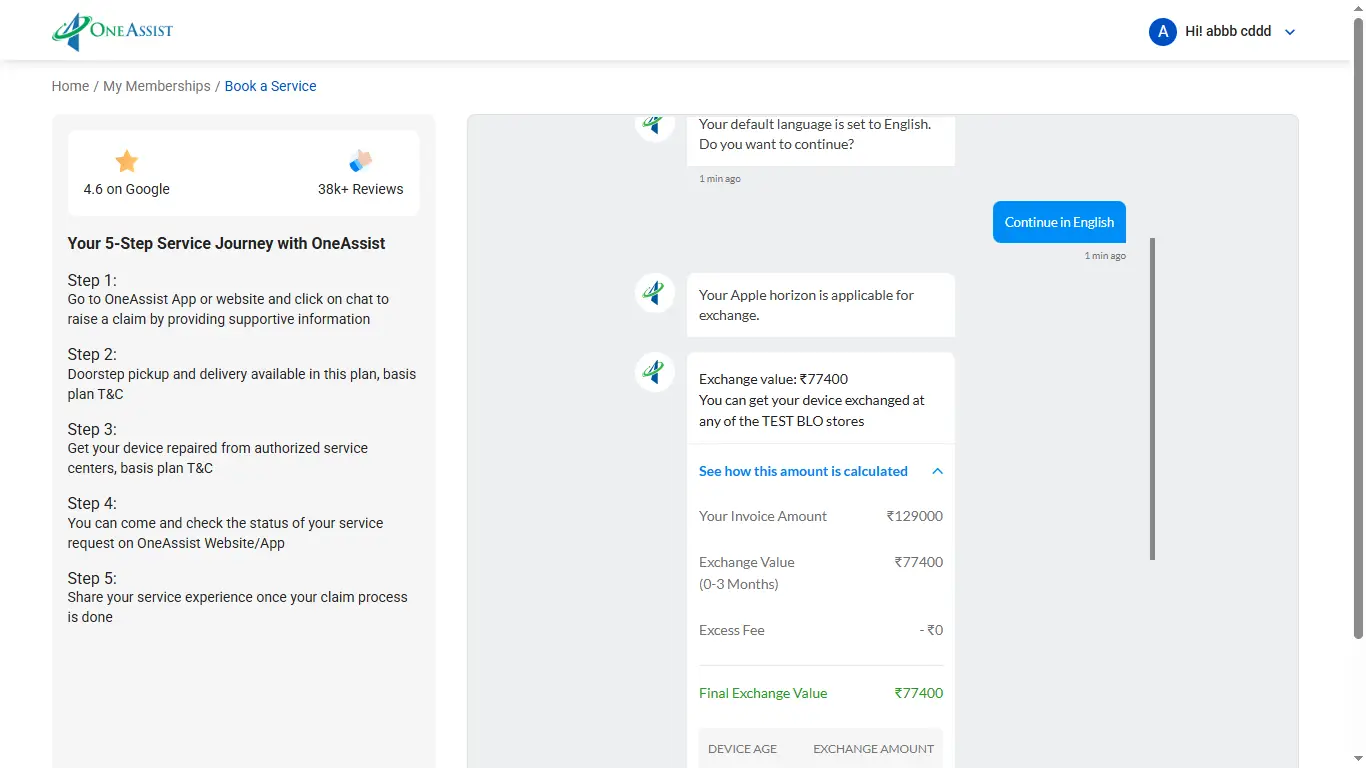 ONEASSIST
A Hi! abbb cddd
Home / My Memberships / Book a Service
4.6 on Google
38k+ Reviews
Your 5-Step Service Journey with OneAssist
Step 1:
Go to OneAssist App or website and click on chat to
raise a claim by providing supportive information
Step 2:
Doorstep pickup and delivery available in this plan, basis
plan T&C
Step 3:
Get your device repaired from authorized service
centers, basis plan T&C
Step 4:
You can come and check the status of your service
request on OneAssist Website/App
Step 5:
Share your service experience once your claim process
is done
Your default language is set to English.
Do you want to continue?
1 min ago
Continue in English
1 min ago
Your Apple horizon is applicable for
exchange.
Exchange value: ₹77400
You can get your device exchanged at
any of the TEST BLO stores
See how this amount is calculated
Your Invoice Amount ₹129000
Exchange Value ₹77400
(0-3 Months)
Excess Fee - ₹0
Final Exchange Value ₹77400
DEVICE AGE EXCHANGE AMOUNT